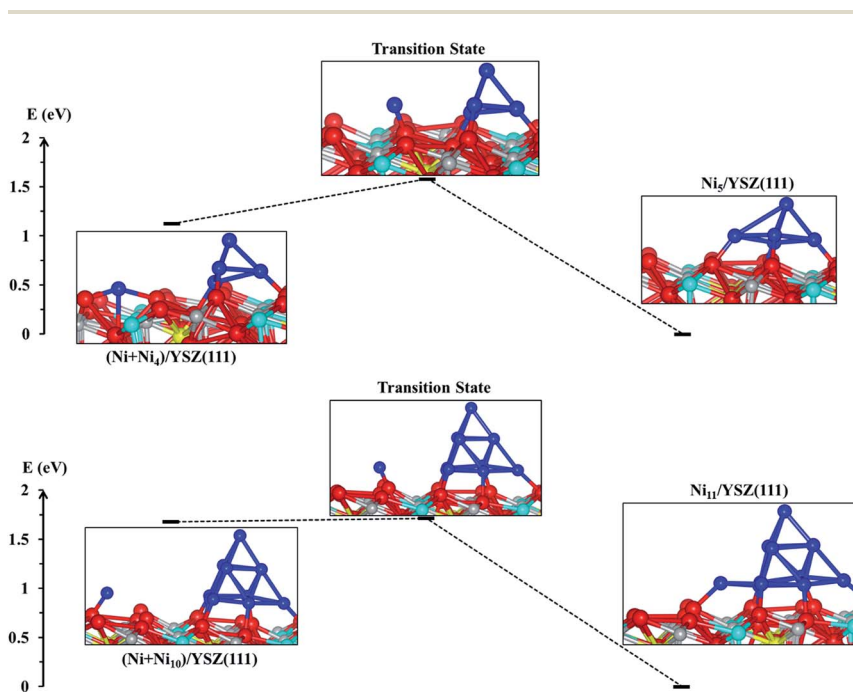 Transition State
E (eV)
2
1.5
1
0.5
0
Ni₅/YSZ(111)
(Ni+Ni₄)/YSZ(111)
Transition State
E (eV)
2
1.5
1
0.5
0
Ni₁₁/YSZ(111)
(Ni+Ni₁₀)/YSZ(111)